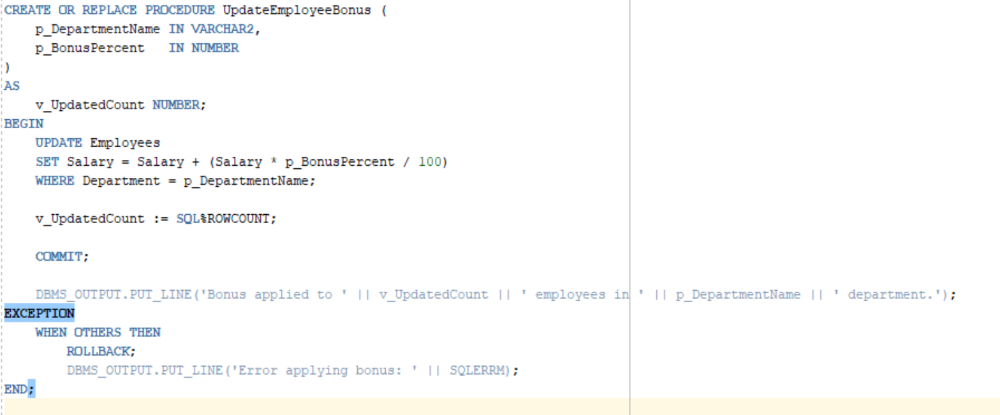 CREATE OR REPLACE PROCEDURE UpdateEmployeeBonus (
    p_DepartmentName IN VARCHAR2,
    p_BonusPercent   IN NUMBER
)
AS
    v_UpdatedCount NUMBER;
BEGIN
    UPDATE Employees
    SET Salary = Salary + (Salary * p_BonusPercent / 100)
    WHERE Department = p_DepartmentName;

    v_UpdatedCount := SQL%ROWCOUNT;

    COMMIT;

    DBMS_OUTPUT.PUT_LINE('Bonus applied to ' || v_UpdatedCount || ' employees in ' || p_DepartmentName || ' department.');
EXCEPTION
    WHEN OTHERS THEN
        ROLLBACK;
        DBMS_OUTPUT.PUT_LINE('Error applying bonus: ' || SQLERRM);
END;